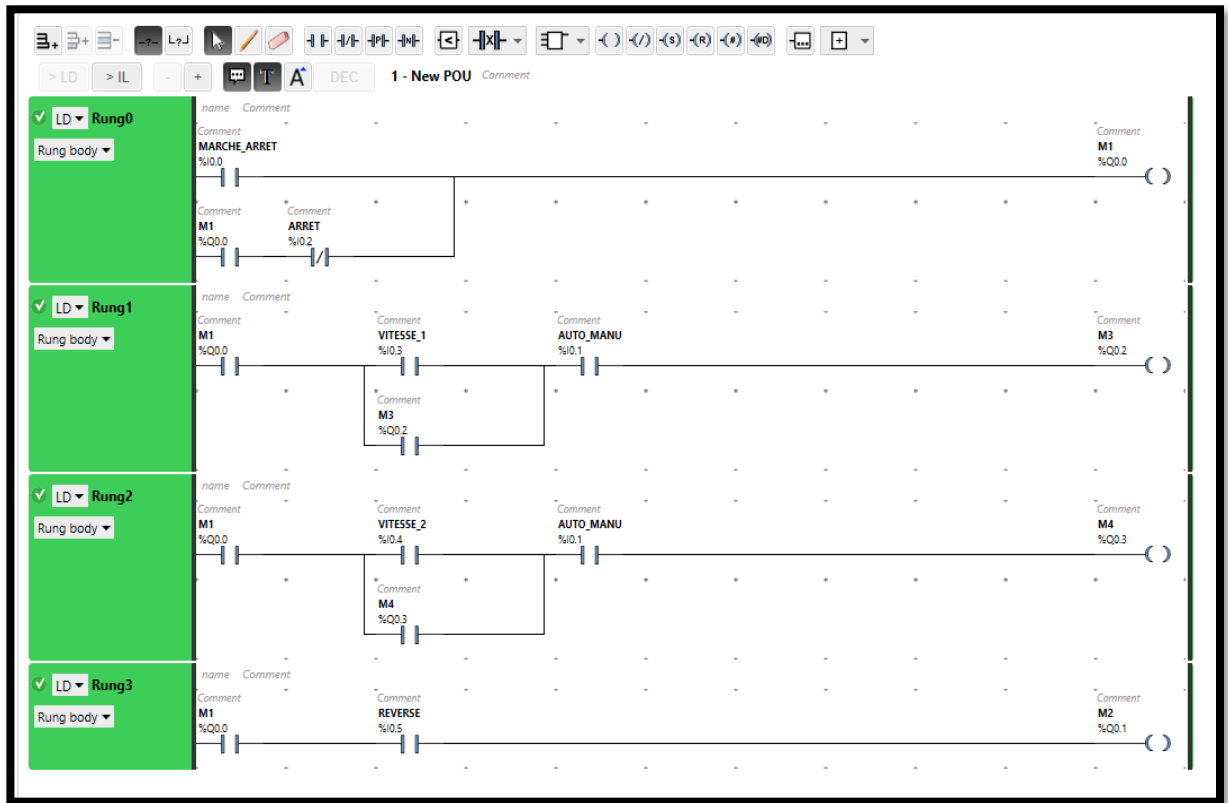 > LD > IL - + T A DEC 1 - New POU Comment
LD Rung0
Rung body
name Comment
Comment Comment
MARCHE_ARRET M1
%I0.0 %Q0.0
Comment Comment
M1 ARRET
%Q0.0 %I0.2
LD Rung1
Rung body
name Comment
Comment Comment Comment Comment
M1 VITESSE_1 AUTO_MANU M3
%Q0.0 %I0.3 %I0.1 %Q0.2
Comment
M3
%Q0.2
LD Rung2
Rung body
name Comment
Comment Comment Comment Comment
M1 VITESSE_2 AUTO_MANU M4
%Q0.0 %I0.4 %I0.1 %Q0.3
Comment
M4
%Q0.3
LD Rung3
Rung body
name Comment
Comment Comment Comment
M1 REVERSE M2
%Q0.0 %I0.5 %Q0.1